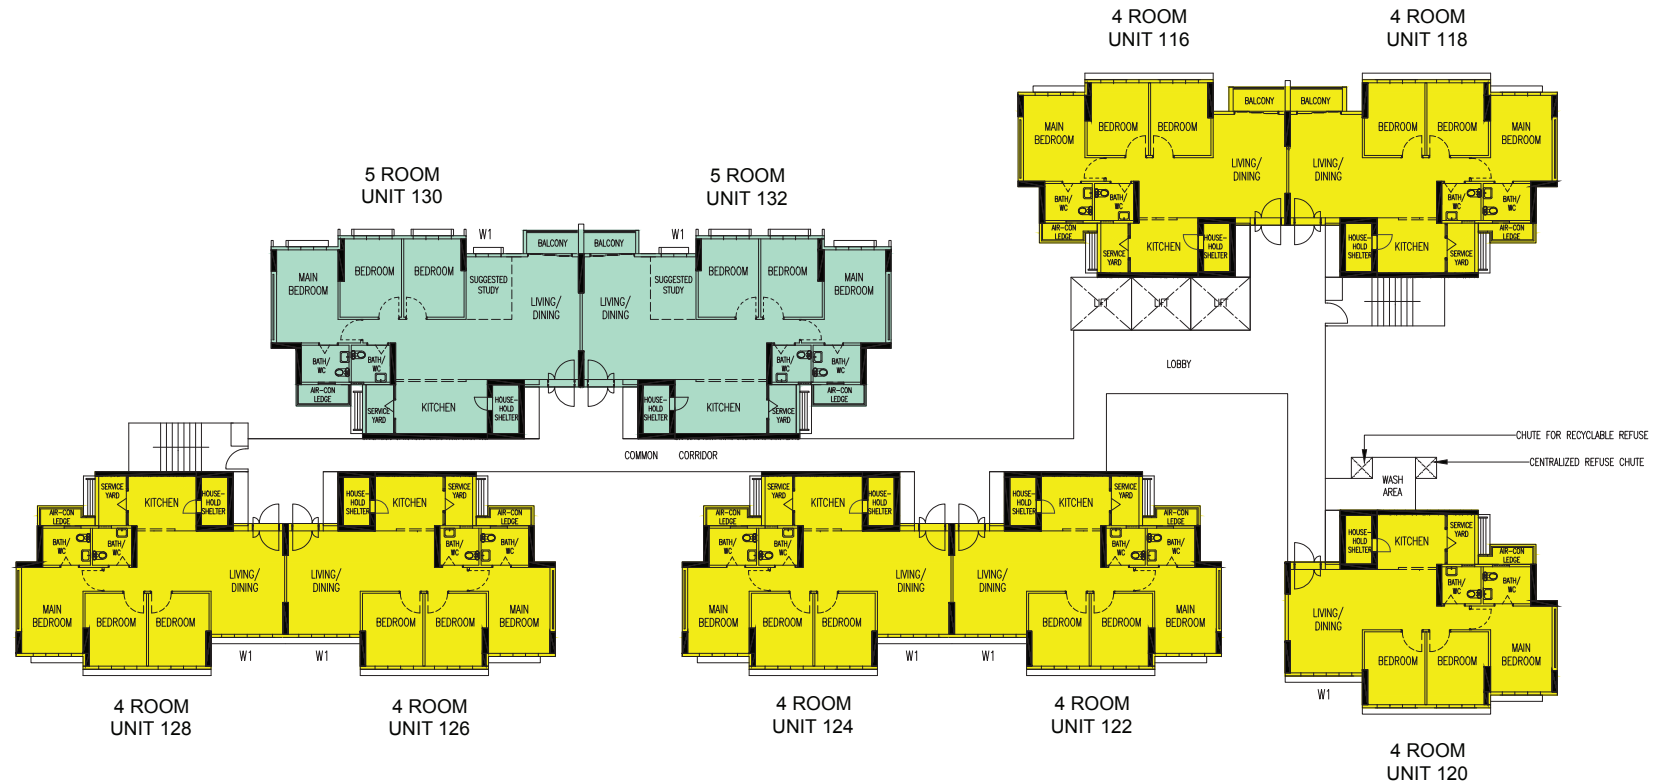 4 ROOM
UNIT 116
4 ROOM
UNIT 118
BALCONY
BALCONY
MAIN
BEDROOM
BEDROOM
BEDROOM
LIVING/
DINING
LIVING/
DINING
BEDROOM
BEDROOM
MAIN
BEDROOM
BATH/
WC
BATH/
WC
BATH/
WC
BATH/
WC
AIR-CON
LEDGE
SERVICE
YARD
KITCHEN
HOUSE-
HOLD
SHELTER
HOUSE-
HOLD
SHELTER
KITCHEN
SERVICE
YARD
AIR-CON
LEDGE
LIFT
LIFT
LIFT
LOBBY
5 ROOM
UNIT 130
5 ROOM
UNIT 132
W1
W1
BALCONY
BALCONY
MAIN
BEDROOM
BEDROOM
BEDROOM
SUGGESTED
STUDY
LIVING/
DINING
LIVING/
DINING
SUGGESTED
STUDY
BEDROOM
BEDROOM
MAIN
BEDROOM
BATH/
WC
BATH/
WC
BATH/
WC
BATH/
WC
AIR-CON
LEDGE
SERVICE
YARD
KITCHEN
HOUSE-
HOLD
SHELTER
HOUSE-
HOLD
SHELTER
KITCHEN
SERVICE
YARD
AIR-CON
LEDGE
COMMON CORRIDOR
CHUTE FOR RECYCLABLE REFUSE
CENTRALIZED REFUSE CHUTE
WASH
AREA
SERVICE
YARD
KITCHEN
HOUSE-
HOLD
SHELTER
HOUSE-
HOLD
SHELTER
KITCHEN
SERVICE
YARD
AIR-CON
LEDGE
AIR-CON
LEDGE
BATH/
WC
BATH/
WC
BATH/
WC
BATH/
WC
LIVING/
DINING
LIVING/
DINING
MAIN
BEDROOM
BEDROOM
BEDROOM
BEDROOM
BEDROOM
MAIN
BEDROOM
W1
W1
4 ROOM
UNIT 128
4 ROOM
UNIT 126
SERVICE
YARD
KITCHEN
HOUSE-
HOLD
SHELTER
HOUSE-
HOLD
SHELTER
KITCHEN
SERVICE
YARD
AIR-CON
LEDGE
AIR-CON
LEDGE
BATH/
WC
BATH/
WC
BATH/
WC
BATH/
WC
LIVING/
DINING
LIVING/
DINING
MAIN
BEDROOM
BEDROOM
BEDROOM
BEDROOM
BEDROOM
MAIN
BEDROOM
W1
W1
4 ROOM
UNIT 124
4 ROOM
UNIT 122
HOUSE-
HOLD
SHELTER
KITCHEN
SERVICE
YARD
AIR-CON
LEDGE
BATH/
WC
BATH/
WC
LIVING/
DINING
BEDROOM
BEDROOM
MAIN
BEDROOM
W1
4 ROOM
UNIT 120